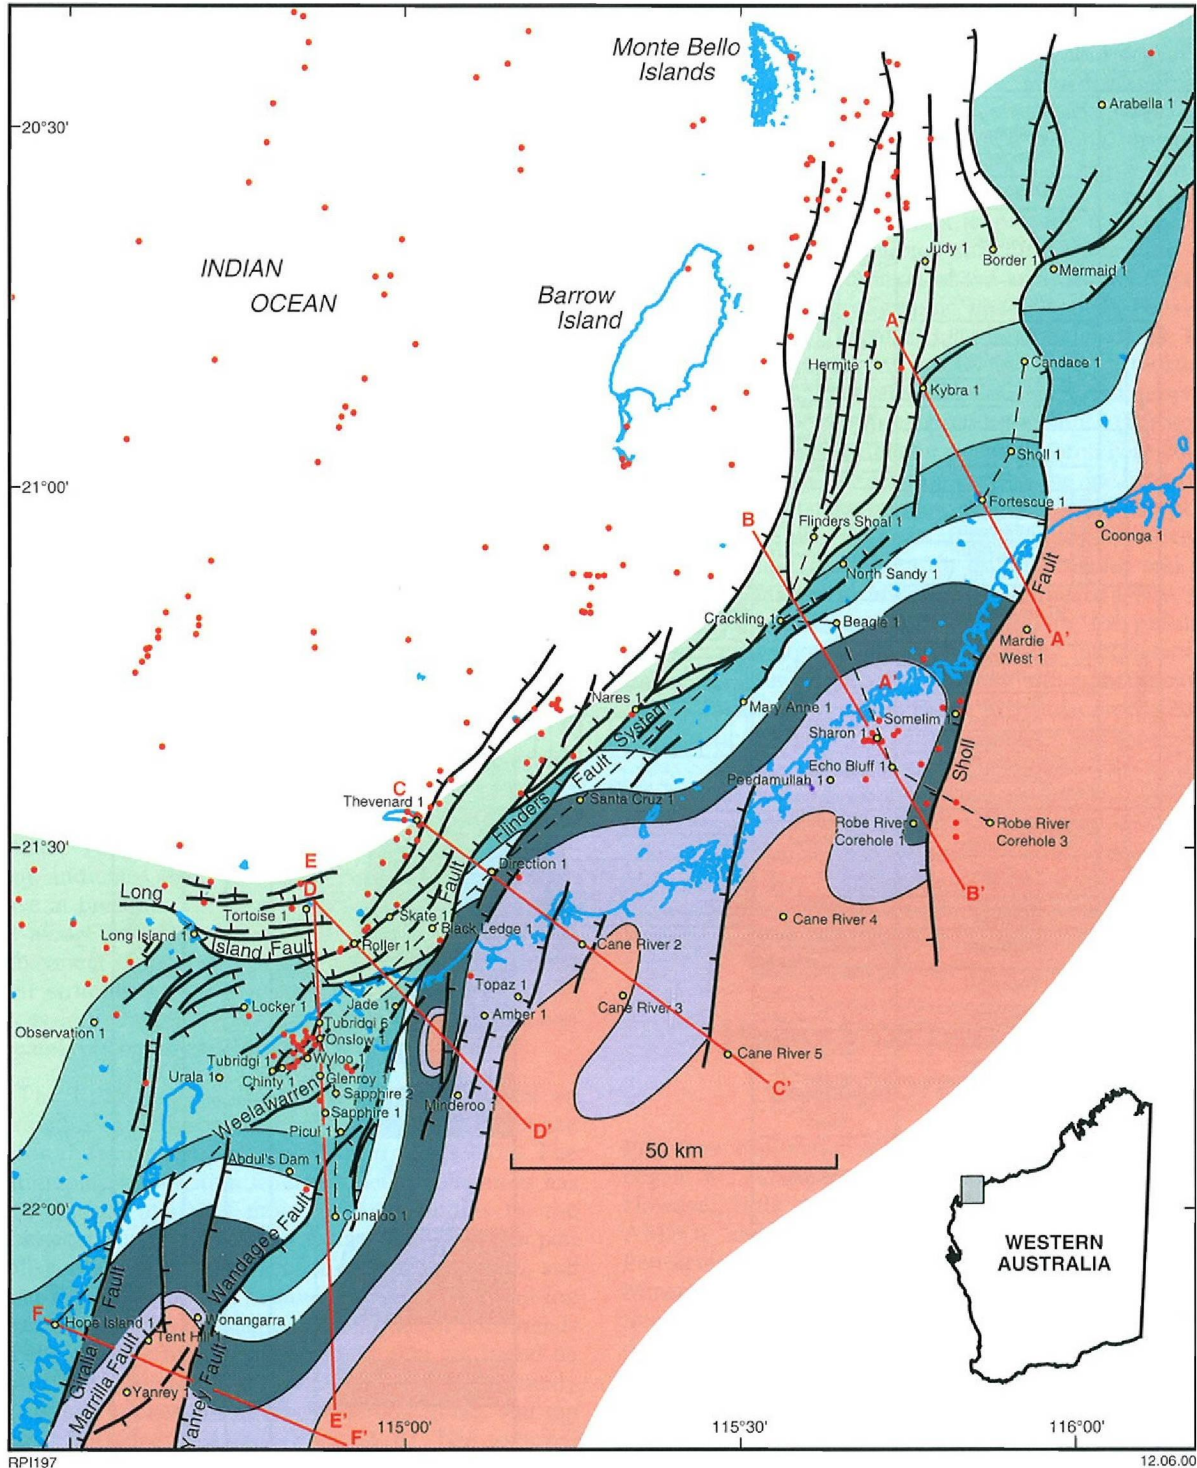 Monte Bello
Islands
Arabella 1
20°30'
INDIAN
OCEAN
Judy 1
Border 1
Mermaid 1
Barrow
Island
A
Hermite 1
Candace 1
Kybra 1
Sholl 1
21°00'
Fortescue 1
B
Flinders Shoal 1
Coonga 1
North Sandy 1
Fault
Crackling 1
Beagle 1
Mardie
West 1
A'
A'
Nares 1
Mary Anne 1
Somelim 1
System
Sharon 1
Sholl
Fault
Echo Bluff 1
Peedamullah 1
C
Thevenard 1
Santa Cruz 1
Flinders
Robe River
Corehole 1
Robe River
Corehole 3
21°30'
E
D
Direction 1
Fault
B'
Long
Tortoise 1
Skate 1
Cane River 4
Black Ledge 1
Long Island 1
Island Fault
Roller 1
Cane River 2
Topaz 1
Locker 1
Jade 1
Cane River 3
Amber 1
Observation 1
Tubridgi 6
Onslow 1
Cane River 5
Tubridgi 1
Wyloo 1
Urala 1
Chinty 1
Glenroy 1
C'
Sapphire 2
Minderoo 1
Weelawarren
Sapphire 1
Picul 1
D'
50 km
Abdul's Dam 1
22°00'
Cunaloo 1
Wandagee Fault
WESTERN
AUSTRALIA
Fault
F
Hope Island 1
Wonangarra 1
Tent Hill 1
Giralia
Marrilla Fault
Yanrey 1
Yanrey Fault
E'
F'
115°00'
115°30'
116°00'
RPI197
12.06.00